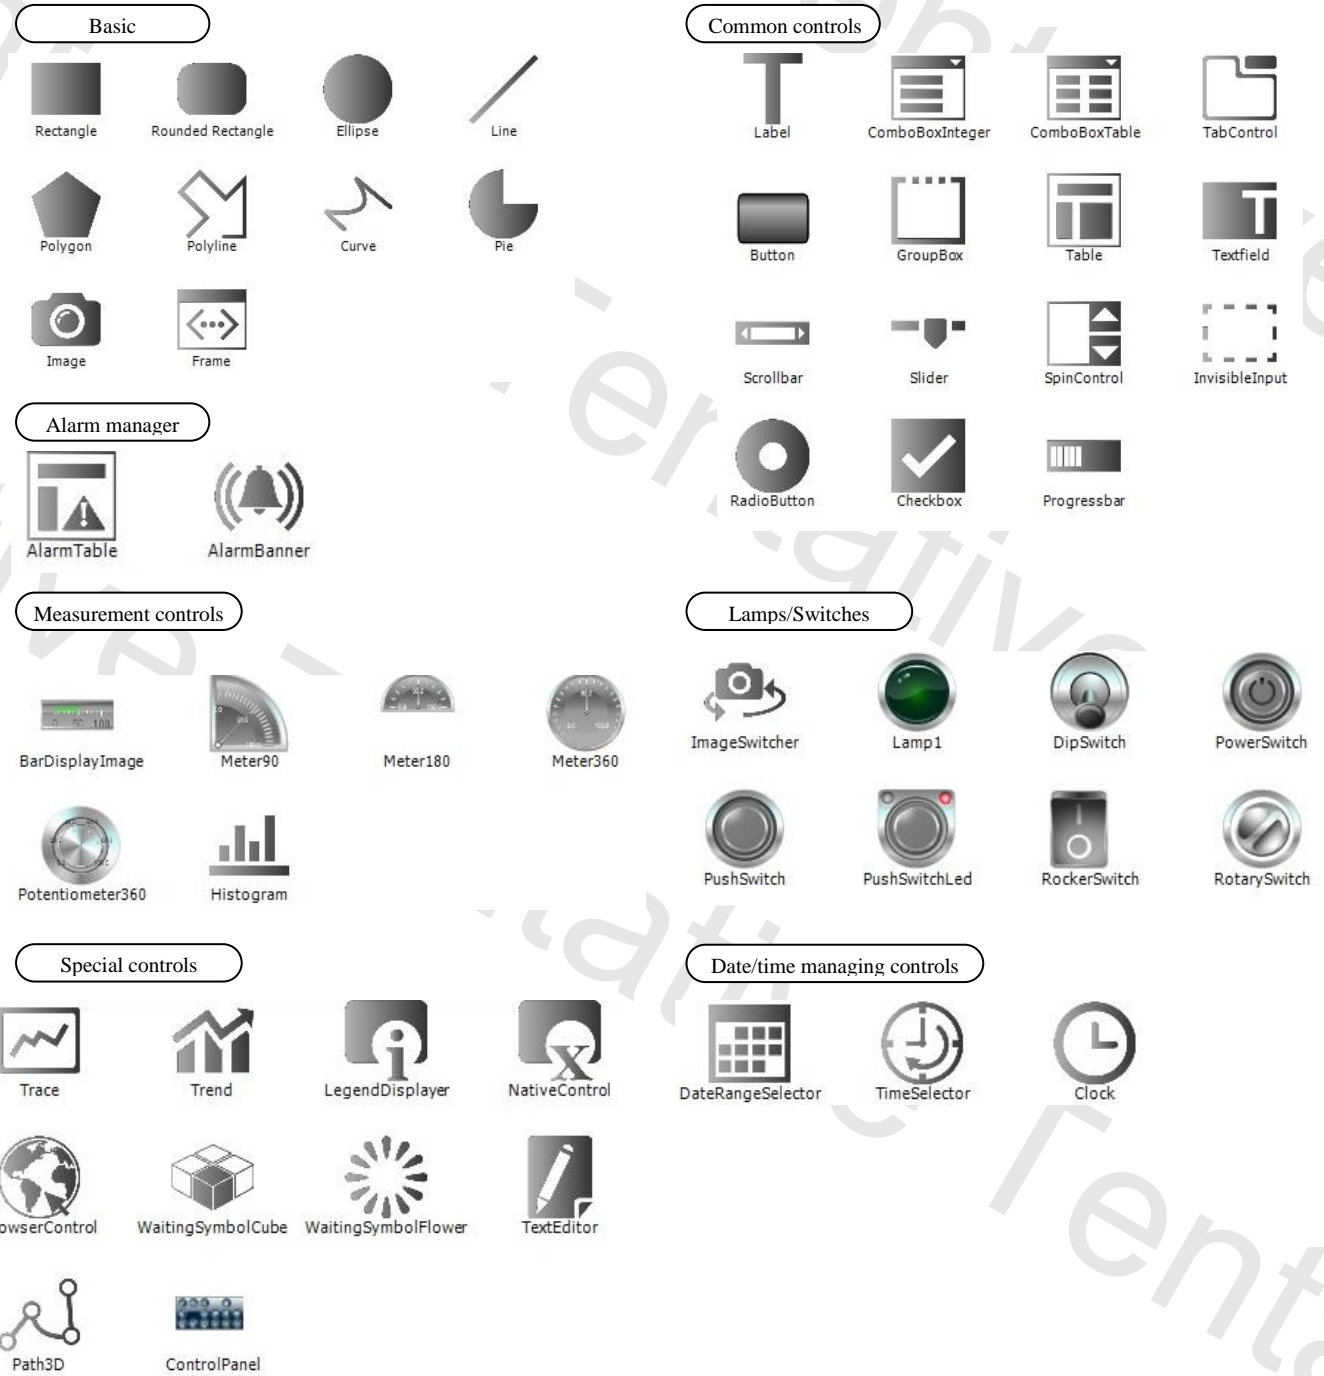 Basic
Rectangle
Rounded Rectangle
Ellipse
Line
Polygon
Polyline
Curve
Pie
Image
Frame
Common controls
Label
ComboBoxInteger
ComboBoxTable
TabControl
Button
GroupBox
Table
Textfield
Scrollbar
Slider
SpinControl
InvisibleInput
RadioButton
Checkbox
Progressbar
Alarm manager
AlarmTable
AlarmBanner
Measurement controls
BarDisplayImage
Meter90
Meter180
Meter360
Potentiometer360
Histogram
Lamps/Switches
ImageSwitcher
Lamp1
DipSwitch
PowerSwitch
PushSwitch
PushSwitchLed
RockerSwitch
RotarySwitch
Special controls
Trace
Trend
LegendDisplayer
NativeControl
owserControl
WaitingSymbolCube
WaitingSymbolFlower
TextEditor
Path3D
ControlPanel
Date/time managing controls
DateRangeSelector
TimeSelector
Clock